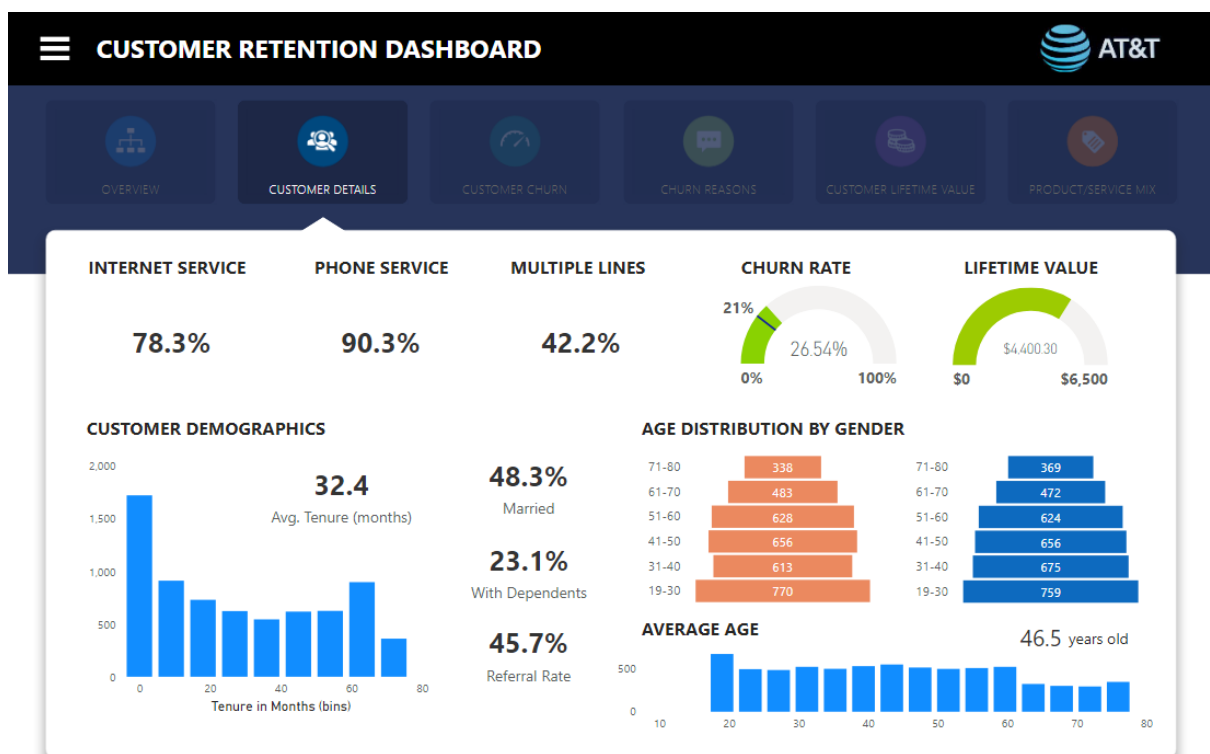 CUSTOMER RETENTION DASHBOARD
AT&T
OVERVIEW
CUSTOMER DETAILS
CUSTOMER CHURN
CHURN REASONS
CUSTOMER LIFETIME VALUE
PRODUCT/SERVICE MIX
INTERNET SERVICE
78.3%
PHONE SERVICE
90.3%
MULTIPLE LINES
42.2%
CHURN RATE
21%
26.54%
0% 100%
LIFETIME VALUE
$4,400.30
$0 $6,500
CUSTOMER DEMOGRAPHICS
2,000
1,500
1,000
500
0
0 20 40 60 80
Tenure in Months (bins)
32.4
Avg. Tenure (months)
48.3%
Married
23.1%
With Dependents
45.7%
Referral Rate
AGE DISTRIBUTION BY GENDER
71-80 338
61-70 483
51-60 628
41-50 656
31-40 613
19-30 770
71-80 369
61-70 472
51-60 624
41-50 656
31-40 675
19-30 759
AVERAGE AGE
46.5 years old
500
0
10 20 30 40 50 60 70 80